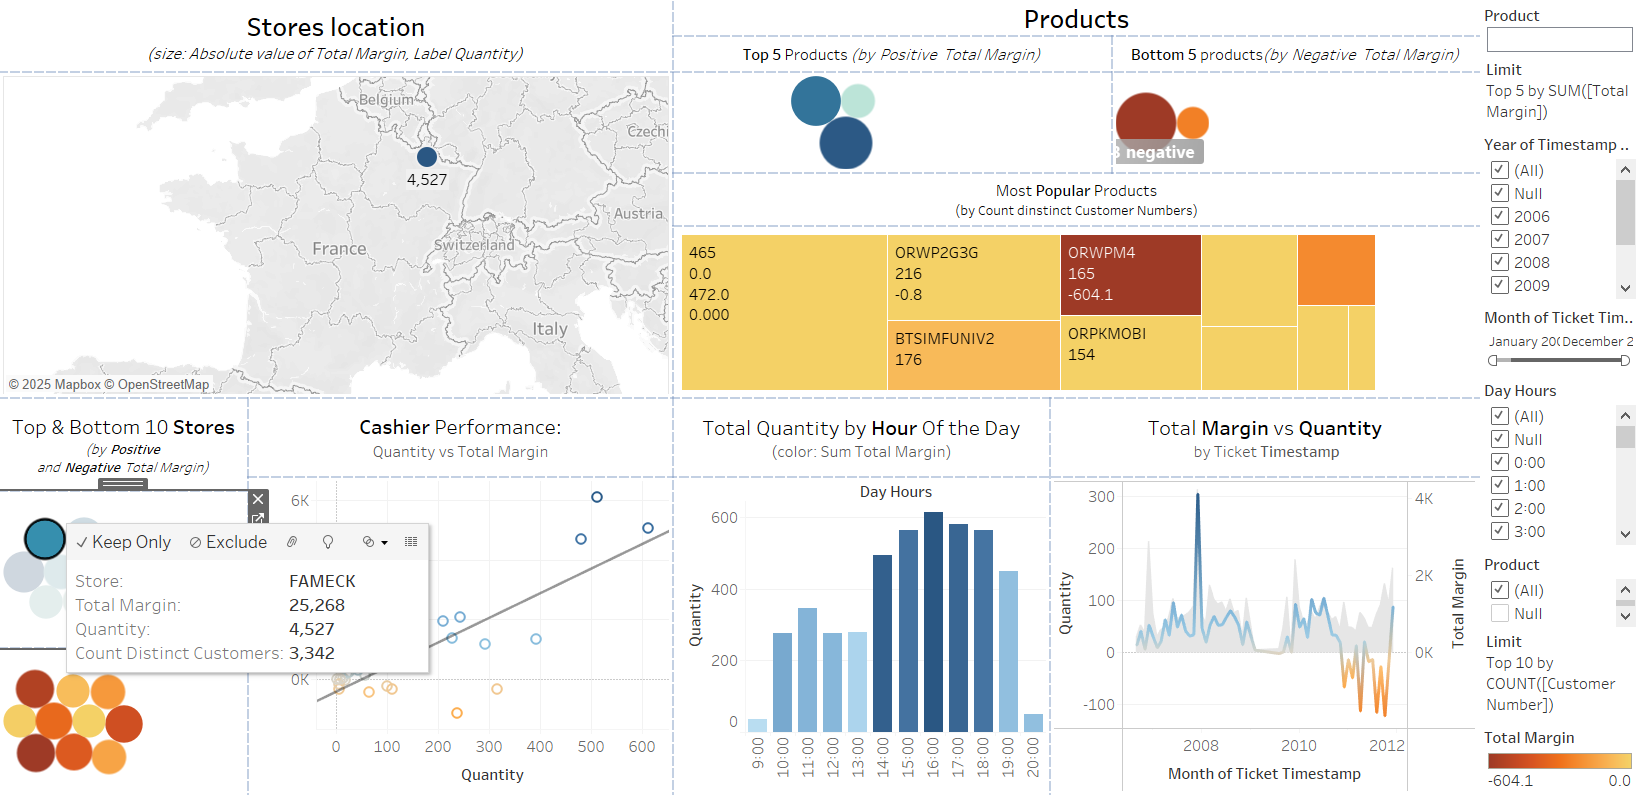 Stores location
(size: Absolute value of Total Margin, Label Quantity)
Belgium
Czechi
4,527
Austria
France
Switzerland
Italy
© 2025 Mapbox © OpenStreetMap
Products
Top 5 Products (by Positive Total Margin)
Bottom 5 products(by Negative Total Margin)
negative
Most Popular Products
(by Count dinstinct Customer Numbers)
465
0.0
472.0
0.000
ORWP2G3G
216
-0.8
BTSIMFUNIV2
176
ORWPM4
165
-604.1
ORPKMOBI
154
Top & Bottom 10 Stores
(by Positive
and Negative Total Margin)
Keep Only
Exclude
Store: FAMECK
Total Margin: 25,268
Quantity: 4,527
Count Distinct Customers: 3,342
Cashier Performance:
Quantity vs Total Margin
6K
0K
0 100 200 300 400 500 600
Quantity
Total Quantity by Hour Of the Day
(color: Sum Total Margin)
Day Hours
Quantity
600
400
200
0
9:00 10:00 11:00 12:00 13:00 14:00 15:00 16:00 17:00 18:00 19:00 20:00
Total Margin vs Quantity
by Ticket Timestamp
Quantity
300
200
100
0
-100
4K
2K
0K
Total Margin
2008 2010 2012
Month of Ticket Timestamp
Product
Limit
Top 5 by SUM([Total
Margin])
Year of Timestamp ..
(All)
Null
2006
2007
2008
2009
Month of Ticket Tim..
January 200 December 2
Day Hours
(All)
Null
0:00
1:00
2:00
3:00
Product
(All)
Null
Limit
Top 10 by
COUNT([Customer
Number])
Total Margin
-604.1 0.0